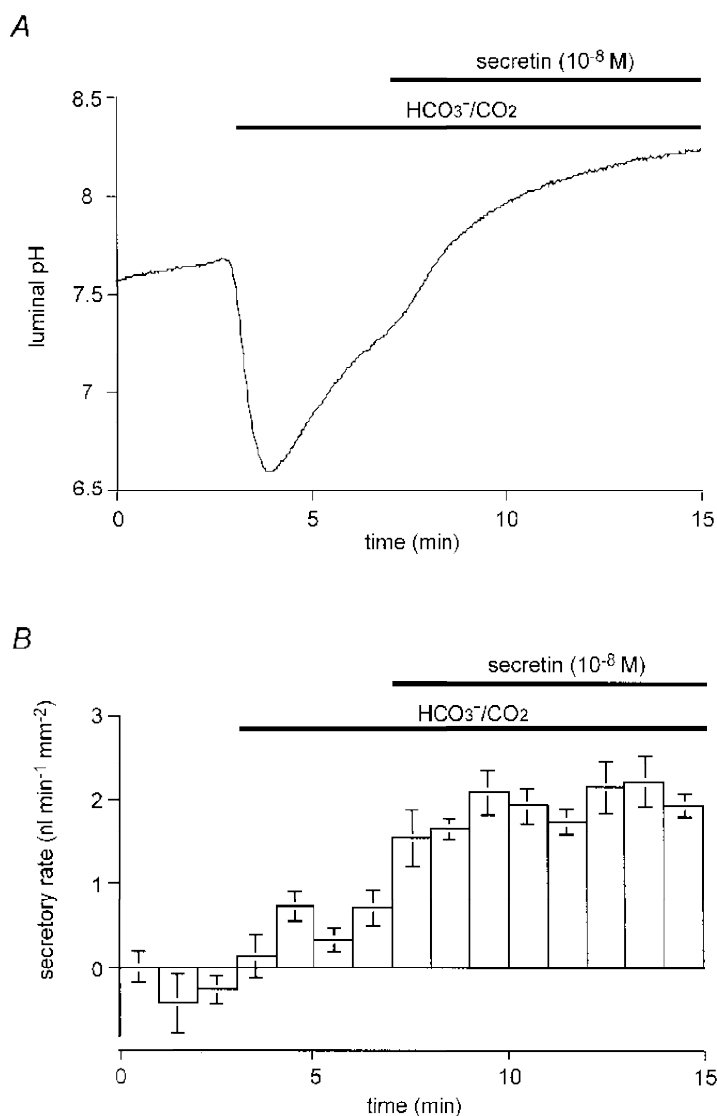 A
secretin (10⁻⁸ M)
HCO₃⁻/CO₂
8.5
8
7.5
7
6.5
luminal pH
0 5 10 15
time (min)
B
secretin (10⁻⁸ M)
HCO₃⁻/CO₂
3
2
1
0
secretory rate (nl min⁻¹ mm⁻²)
0 5 10 15
time (min)